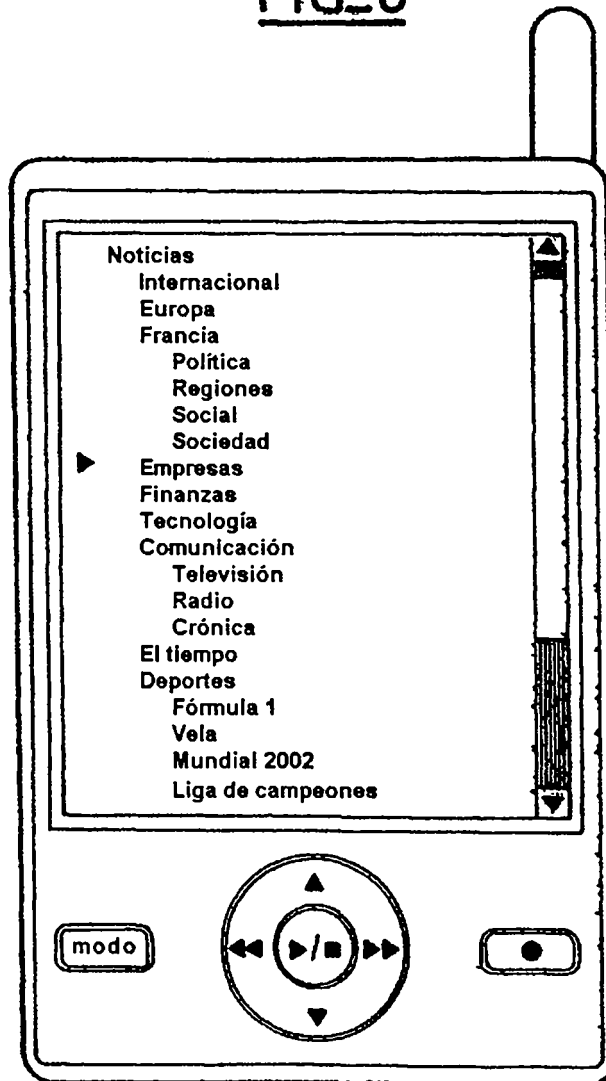 Noticias
Internacional
Europa
Francia
Política
Regiones
Social
Sociedad
Empresas
Finanzas
Tecnología
Comunicación
Televisión
Radio
Crónica
El tiempo
Deportes
Fórmula 1
Vela
Mundial 2002
Liga de campeones
modo